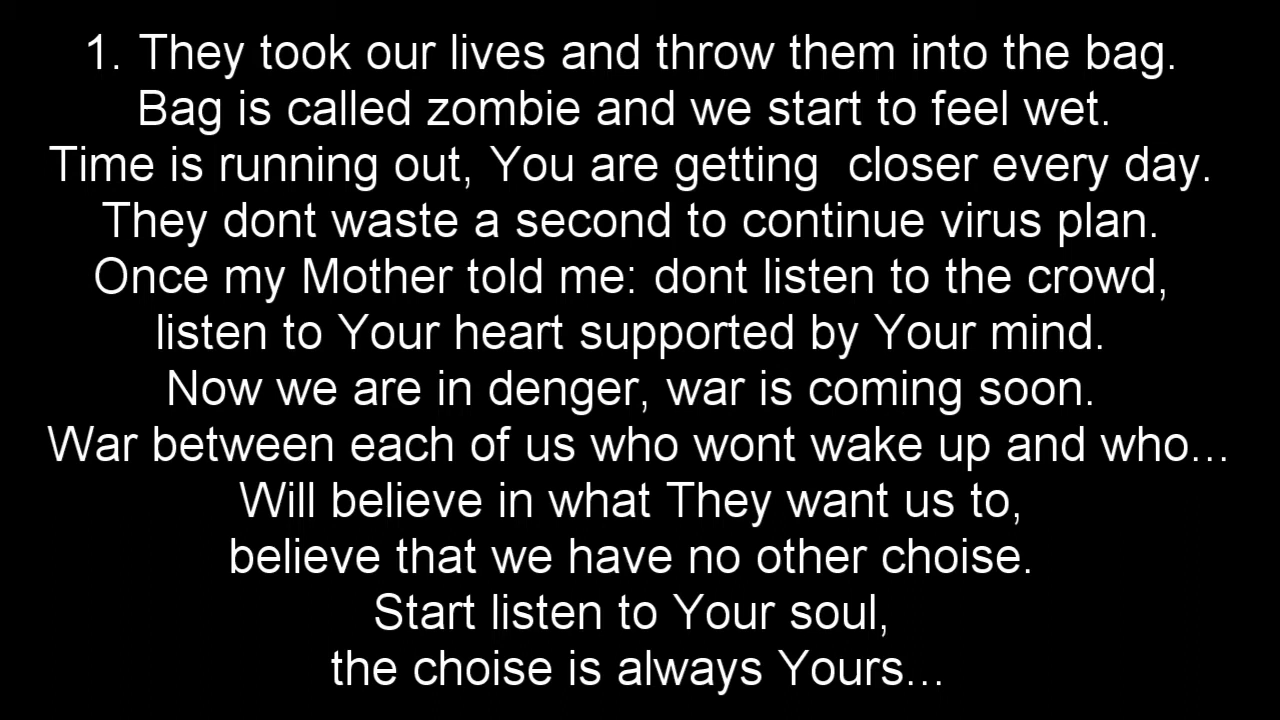 1. They took our lives and throw them into the bag.
Bag is called zombie and we start to feel wet.
Time is running out, You are getting  closer every day.
They dont waste a second to continue virus plan.
Once my Mother told me: dont listen to the crowd,
listen to Your heart supported by Your mind.
Now we are in denger, war is coming soon.
War between each of us who wont wake up and who...
Will believe in what They want us to,
believe that we have no other choise.
Start listen to Your soul,
the choise is always Yours...